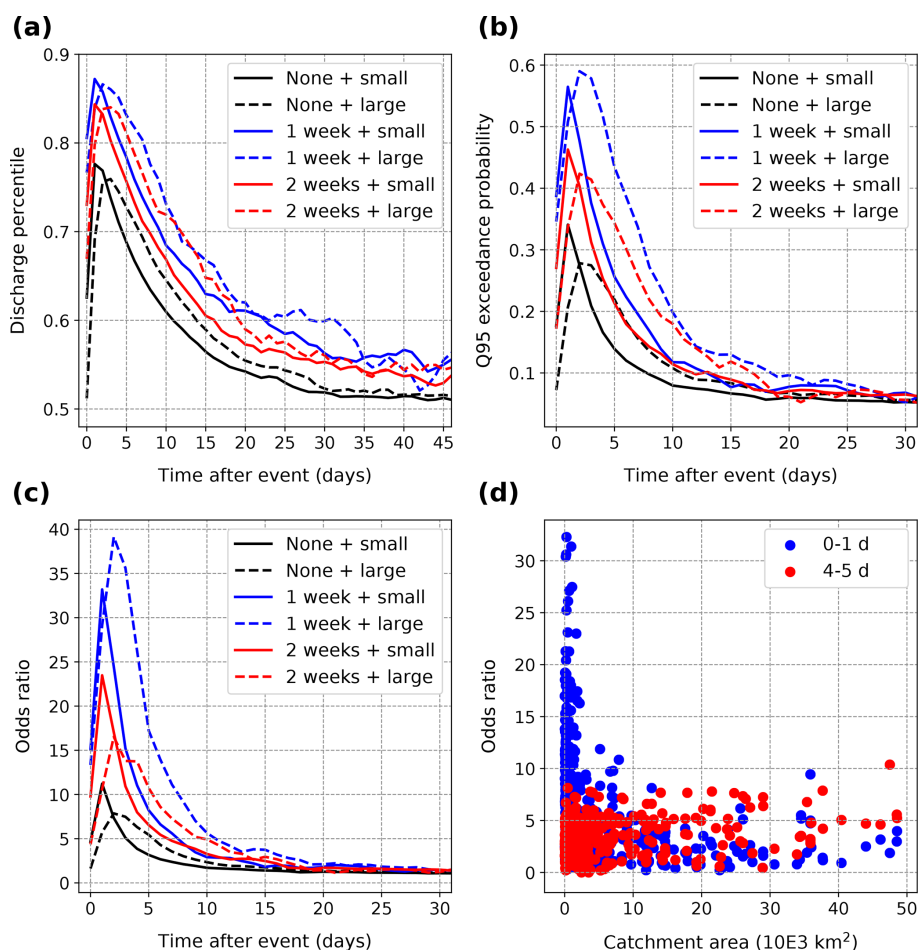 (a)
0.9
0.8
0.7
0.6
0.5
Discharge percentile
None + small
None + large
1 week + small
1 week + large
2 weeks + small
2 weeks + large
0 5 10 15 20 25 30 35 40 45
Time after event (days)
(b)
0.6
0.5
0.4
0.3
0.2
0.1
Q95 exceedance probability
None + small
None + large
1 week + small
1 week + large
2 weeks + small
2 weeks + large
0 5 10 15 20 25 30
Time after event (days)
(c)
40
35
30
25
20
15
10
5
0
Odds ratio
None + small
None + large
1 week + small
1 week + large
2 weeks + small
2 weeks + large
0 5 10 15 20 25 30
Time after event (days)
(d)
30
25
20
15
10
5
0
Odds ratio
0-1 d
4-5 d
0 10 20 30 40 50
Catchment area (10E3 km²)